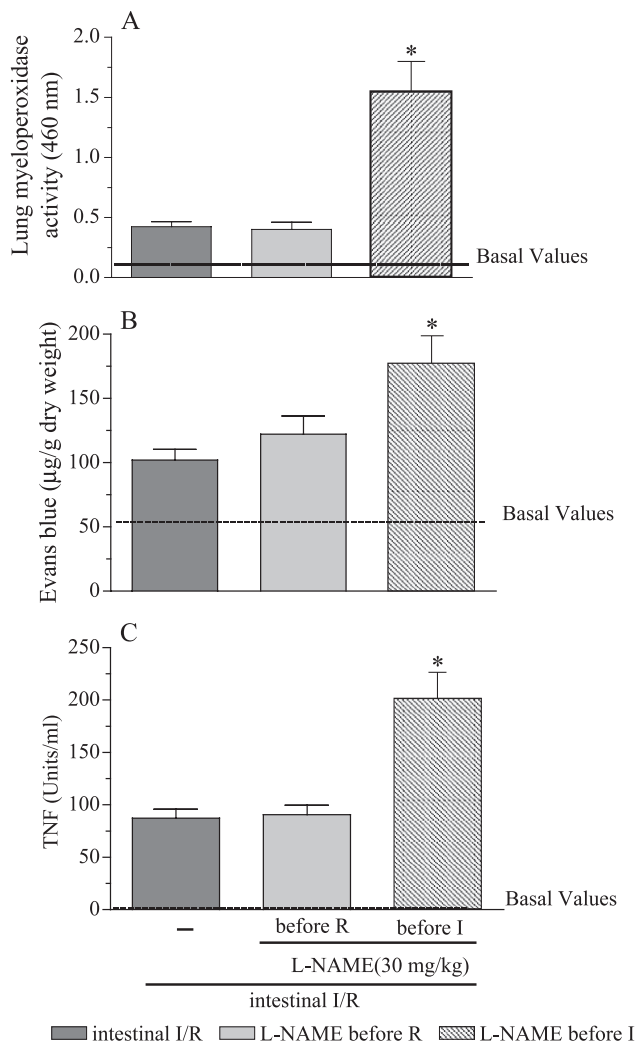 A
Lung myeloperoxidase
activity (460 nm)
2.0
1.5
1.0
0.5
0.0
*
Basal Values
B
Evans blue (µg/g dry weight)
200
150
100
50
0
*
Basal Values
C
TNF (Units/ml)
250
200
150
100
50
0
*
Basal Values
– before R before I
L-NAME(30 mg/kg)
intestinal I/R
intestinal I/R L-NAME before R L-NAME before I